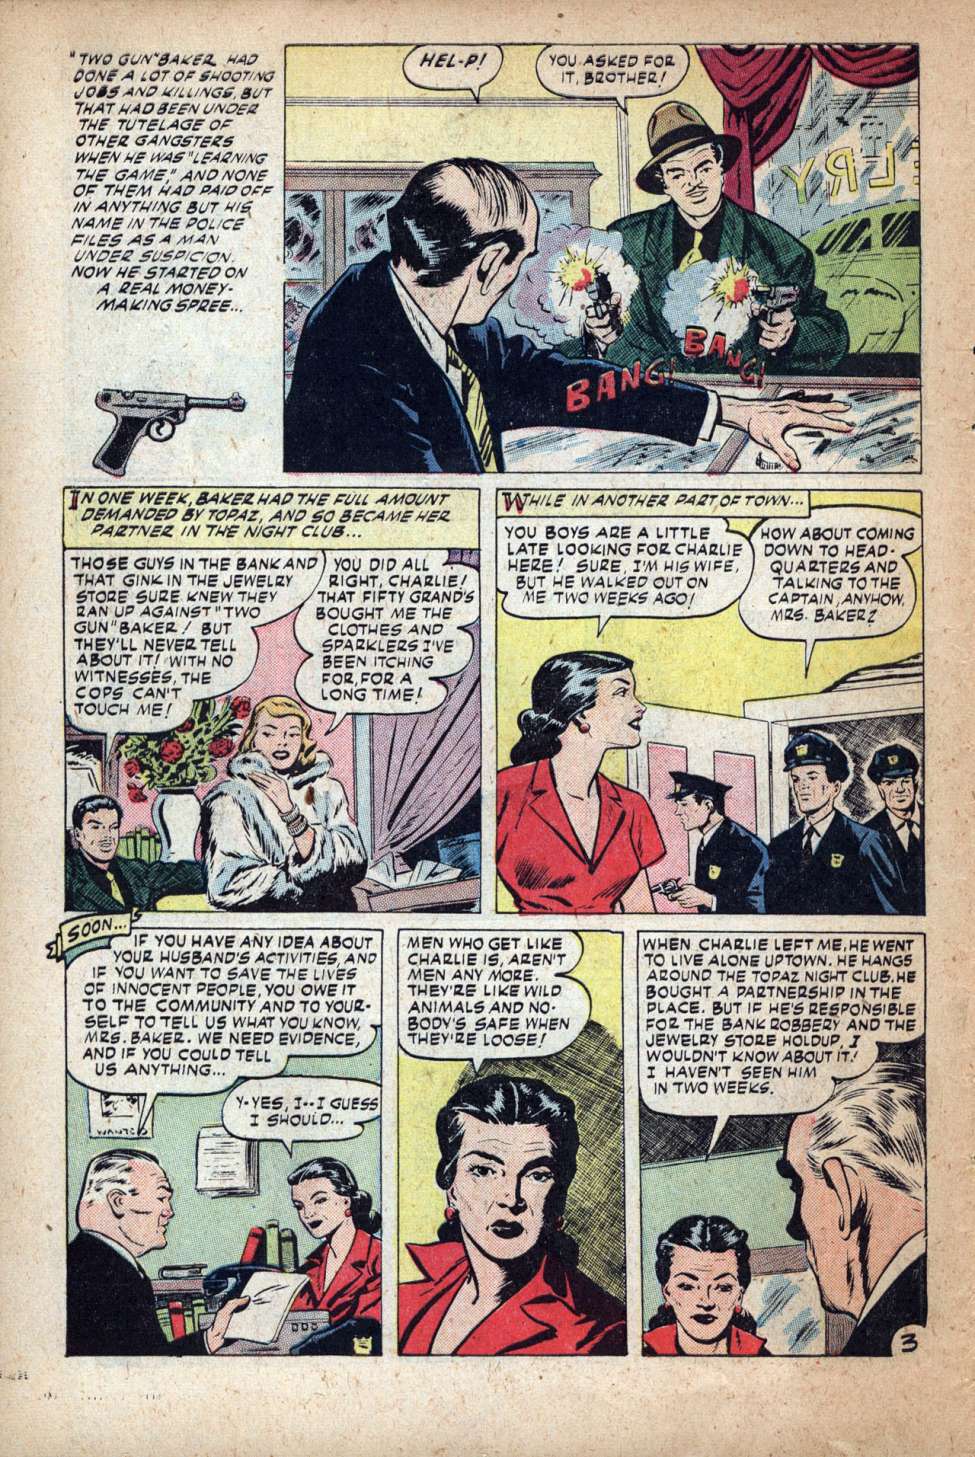 "TWO GUN" BAKER HAD
DONE A LOT OF SHOOTING
JOBS AND KILLINGS, BUT
THAT HAD BEEN UNDER
THE TUTELAGE OF
OTHER GANGSTERS
WHEN HE WAS "LEARNING
THE GAME," AND NONE
OF THEM HAD PAID OFF
IN ANYTHING BUT HIS
NAME IN THE POLICE
FILES AS A MAN
UNDER SUSPICION.
NOW HE STARTED ON
A REAL MONEY-
MAKING SPREE...
HEL-P!
YOU ASKED FOR
IT, BROTHER!
ELRY
BANG!
BANG!
IN ONE WEEK, BAKER HAD THE FULL AMOUNT
DEMANDED BY TOPAZ, AND SO BECAME HER
PARTNER IN THE NIGHT CLUB...
THOSE GUYS IN THE BANK AND
THAT GINK IN THE JEWELRY
STORE SURE KNEW THEY
RAN UP AGAINST "TWO
GUN" BAKER! BUT
THEY'LL NEVER TELL
ABOUT IT! WITH NO
WITNESSES, THE
COPS CAN'T
TOUCH ME!
YOU DID ALL
RIGHT, CHARLIE!
THAT FIFTY GRAND'S
BOUGHT ME THE
CLOTHES AND
SPARKLERS I'VE
BEEN ITCHING
FOR, FOR A
LONG TIME!
WHILE IN ANOTHER PART OF TOWN...
YOU BOYS ARE A LITTLE
LATE LOOKING FOR CHARLIE
HERE! SURE, I'M HIS WIFE,
BUT HE WALKED OUT ON
ME TWO WEEKS AGO!
HOW ABOUT COMING
DOWN TO HEAD-
QUARTERS AND
TALKING TO THE
CAPTAIN, ANYHOW,
MRS. BAKER?
SOON...
IF YOU HAVE ANY IDEA ABOUT
YOUR HUSBAND'S ACTIVITIES, AND
IF YOU WANT TO SAVE THE LIVES
OF INNOCENT PEOPLE, YOU OWE IT
TO THE COMMUNITY AND TO YOUR-
SELF TO TELL US WHAT YOU KNOW,
MRS. BAKER. WE NEED EVIDENCE,
AND IF YOU COULD TELL
US ANYTHING...
Y-YES, I--I GUESS
I SHOULD...
WANTED
MEN WHO GET LIKE
CHARLIE IS, AREN'T
MEN ANY MORE.
THEY'RE LIKE WILD
ANIMALS AND NO-
BODY'S SAFE WHEN
THEY'RE LOOSE!
WHEN CHARLIE LEFT ME, HE WENT
TO LIVE ALONE UPTOWN. HE HANGS
AROUND THE TOPAZ NIGHT CLUB. HE
BOUGHT A PARTNERSHIP IN THE
PLACE. BUT IF HE'S RESPONSIBLE
FOR THE BANK ROBBERY AND THE
JEWELRY STORE HOLDUP, I
WOULDN'T KNOW ABOUT IT!
I HAVEN'T SEEN HIM
IN TWO WEEKS.
3